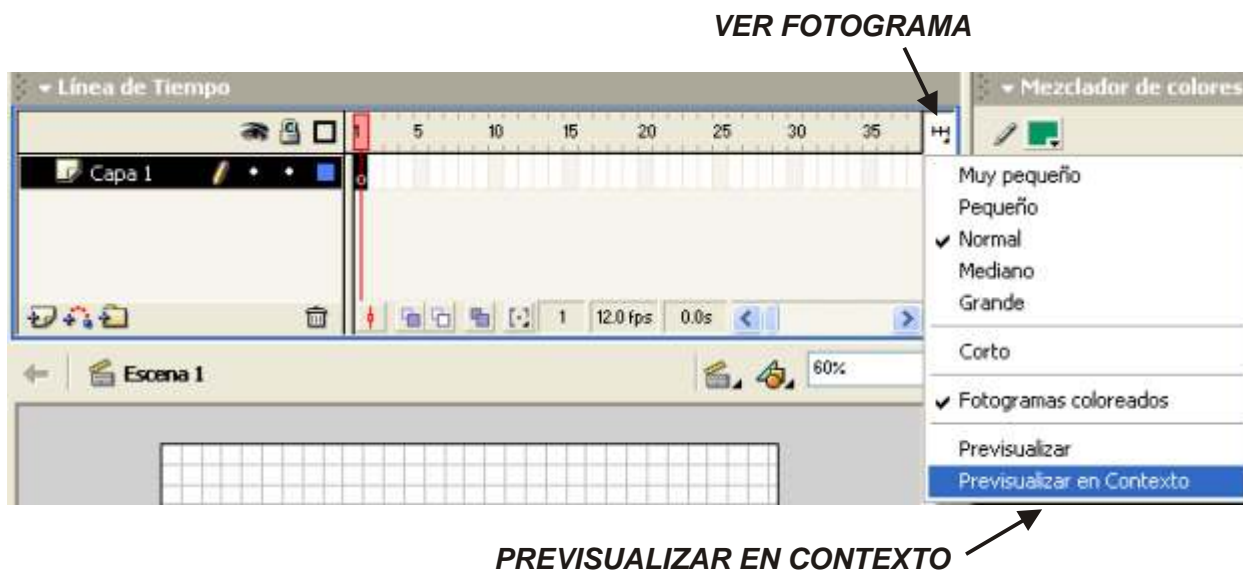 VER FOTOGRAMA
Línea de Tiempo
Mezclador de colores
1 5 10 15 20 25 30 35
Capa 1
Muy pequeño
Pequeño
Normal
Mediano
Grande
1 12.0 fps 0.0s
Corto
Escena 1
60%
Fotogramas coloreados
Previsualizar
Previsualizar en Contexto
PREVISUALIZAR EN CONTEXTO